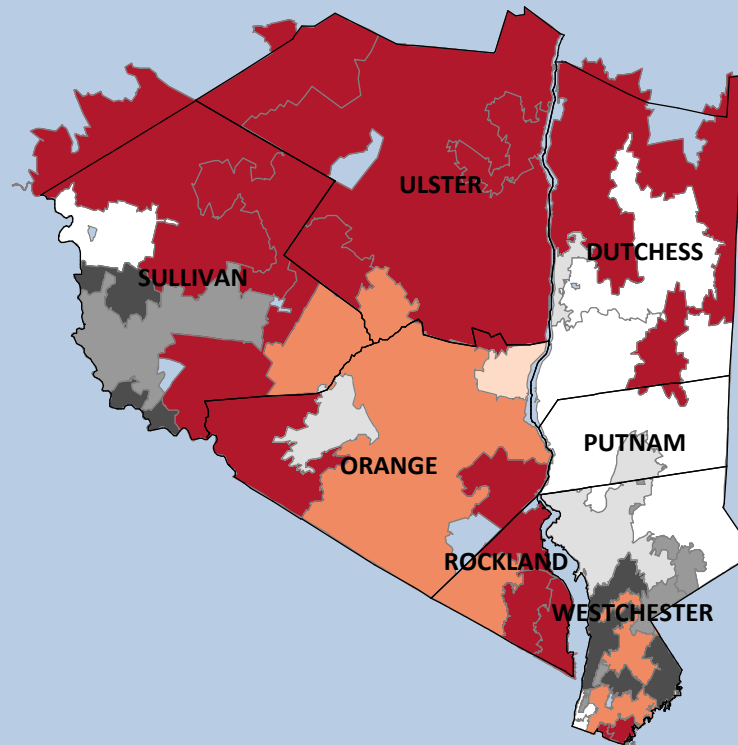 ULSTER
DUTCHESS
SULLIVAN
PUTNAM
ORANGE
ROCKLAND
WESTCHESTER